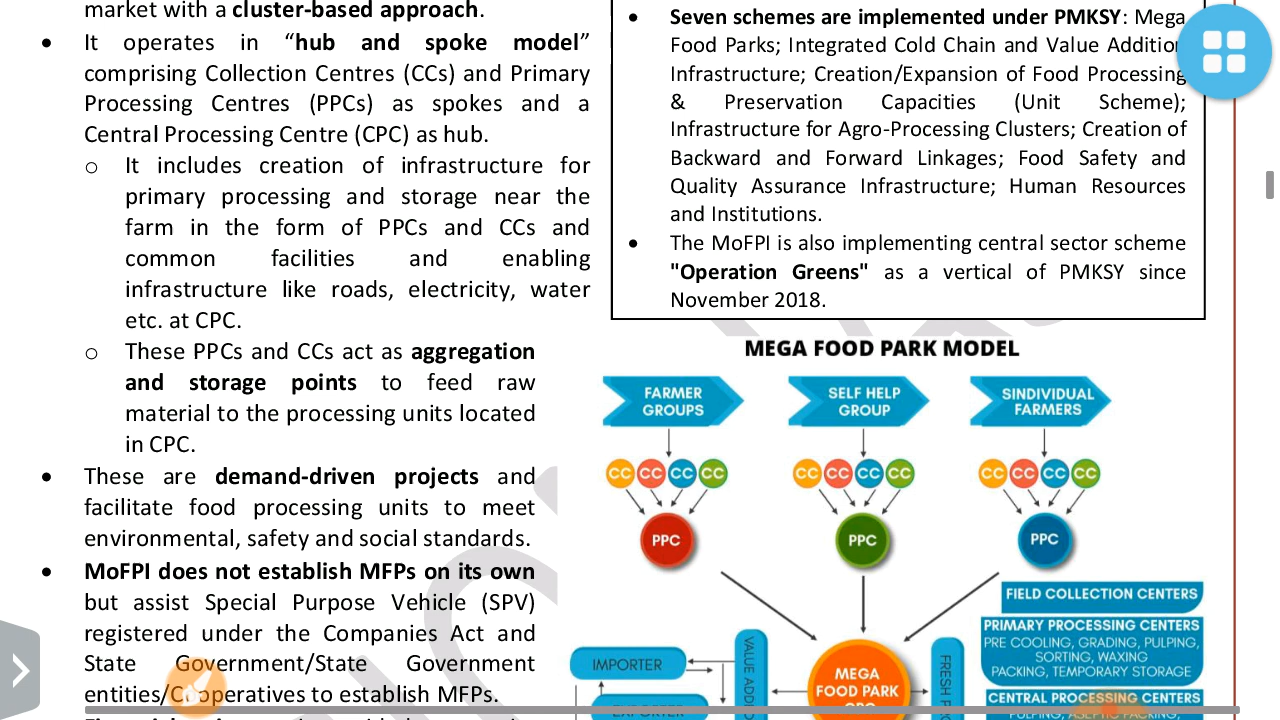 market with a cluster-based approach.
• It operates in “hub and spoke model”
comprising Collection Centres (CCs) and Primary
Processing Centres (PPCs) as spokes and a
Central Processing Centre (CPC) as hub.
o It includes creation of infrastructure for
primary processing and storage near the
farm in the form of PPCs and CCs and
common facilities and enabling
infrastructure like roads, electricity, water
etc. at CPC.
o These PPCs and CCs act as aggregation
and storage points to feed raw
material to the processing units located
in CPC.
• These are demand-driven projects and
facilitate food processing units to meet
environmental, safety and social standards.
• MoFPI does not establish MFPs on its own
but assist Special Purpose Vehicle (SPV)
registered under the Companies Act and
State Government/State Government
entities/Cooperatives to establish MFPs.
• Seven schemes are implemented under PMKSY: Mega
Food Parks; Integrated Cold Chain and Value Addition
Infrastructure; Creation/Expansion of Food Processing
& Preservation Capacities (Unit Scheme);
Infrastructure for Agro-Processing Clusters; Creation of
Backward and Forward Linkages; Food Safety and
Quality Assurance Infrastructure; Human Resources
and Institutions.
• The MoFPI is also implementing central sector scheme
"Operation Greens" as a vertical of PMKSY since
November 2018.
MEGA FOOD PARK MODEL
FARMER
GROUPS
SELF HELP
GROUP
SINDIVIDUAL
FARMERS
CC CC CC CC
CC CC CC CC
CC CC CC CC
PPC
PPC
PPC
FIELD COLLECTION CENTERS
PRIMARY PROCESSING CENTERS
PRE COOLING, GRADING, PULPING,
SORTING, WAXING
PACKING, TEMPORARY STORAGE
CENTRAL PROCESSING CENTERS
PULPING, ASEPTIC PACKING,
IMPORTER
EXPORTER
VALUE
MEGA
FOOD PARK
CPC
FRESH